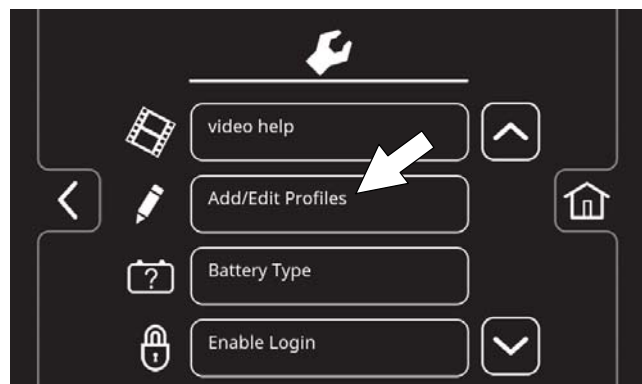 video help
Add/Edit Profiles
?
Battery Type
Enable Login